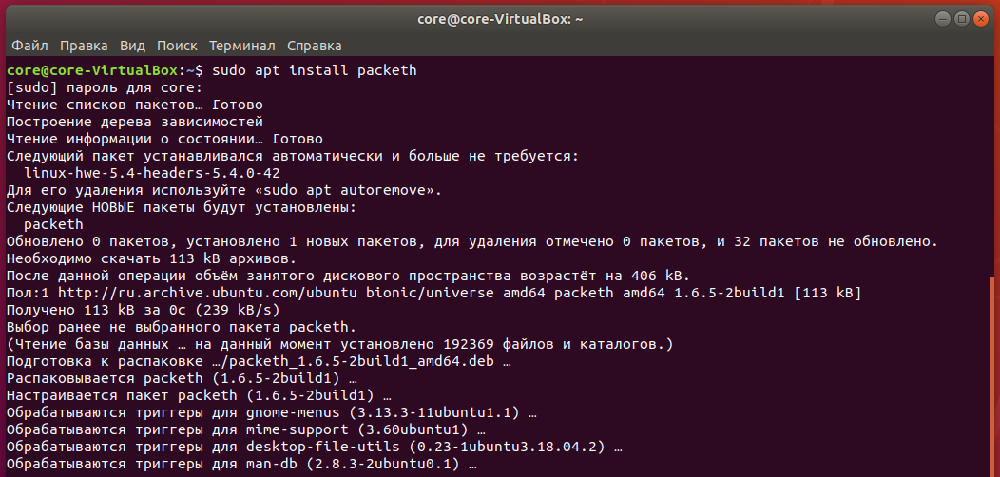 core@core-VirtualBox: ~
Файл Правка Вид Поиск Терминал Справка
core@core-VirtualBox:~$ sudo apt install packeth
[sudo] пароль для core:
Чтение списков пакетов… Готово
Построение дерева зависимостей
Чтение информации о состоянии… Готово
Следующий пакет устанавливался автоматически и больше не требуется:
  linux-hwe-5.4-headers-5.4.0-42
Для его удаления используйте «sudo apt autoremove».
Следующие НОВЫЕ пакеты будут установлены:
  packeth
Обновлено 0 пакетов, установлено 1 новых пакетов, для удаления отмечено 0 пакетов, и 32 пакетов не обновлено.
Необходимо скачать 113 kB архивов.
После данной операции объём занятого дискового пространства возрастёт на 406 kB.
Пол:1 http://ru.archive.ubuntu.com/ubuntu bionic/universe amd64 packeth amd64 1.6.5-2build1 [113 kB]
Получено 113 kB за 0с (239 kB/s)
Выбор ранее не выбранного пакета packeth.
(Чтение базы данных … на данный момент установлено 192369 файлов и каталогов.)
Подготовка к распаковке …/packeth_1.6.5-2build1_amd64.deb …
Распаковывается packeth (1.6.5-2build1) …
Настраивается пакет packeth (1.6.5-2build1) …
Обрабатываются триггеры для gnome-menus (3.13.3-11ubuntu1.1) …
Обрабатываются триггеры для mime-support (3.60ubuntu1) …
Обрабатываются триггеры для desktop-file-utils (0.23-1ubuntu3.18.04.2) …
Обрабатываются триггеры для man-db (2.8.3-2ubuntu0.1) …